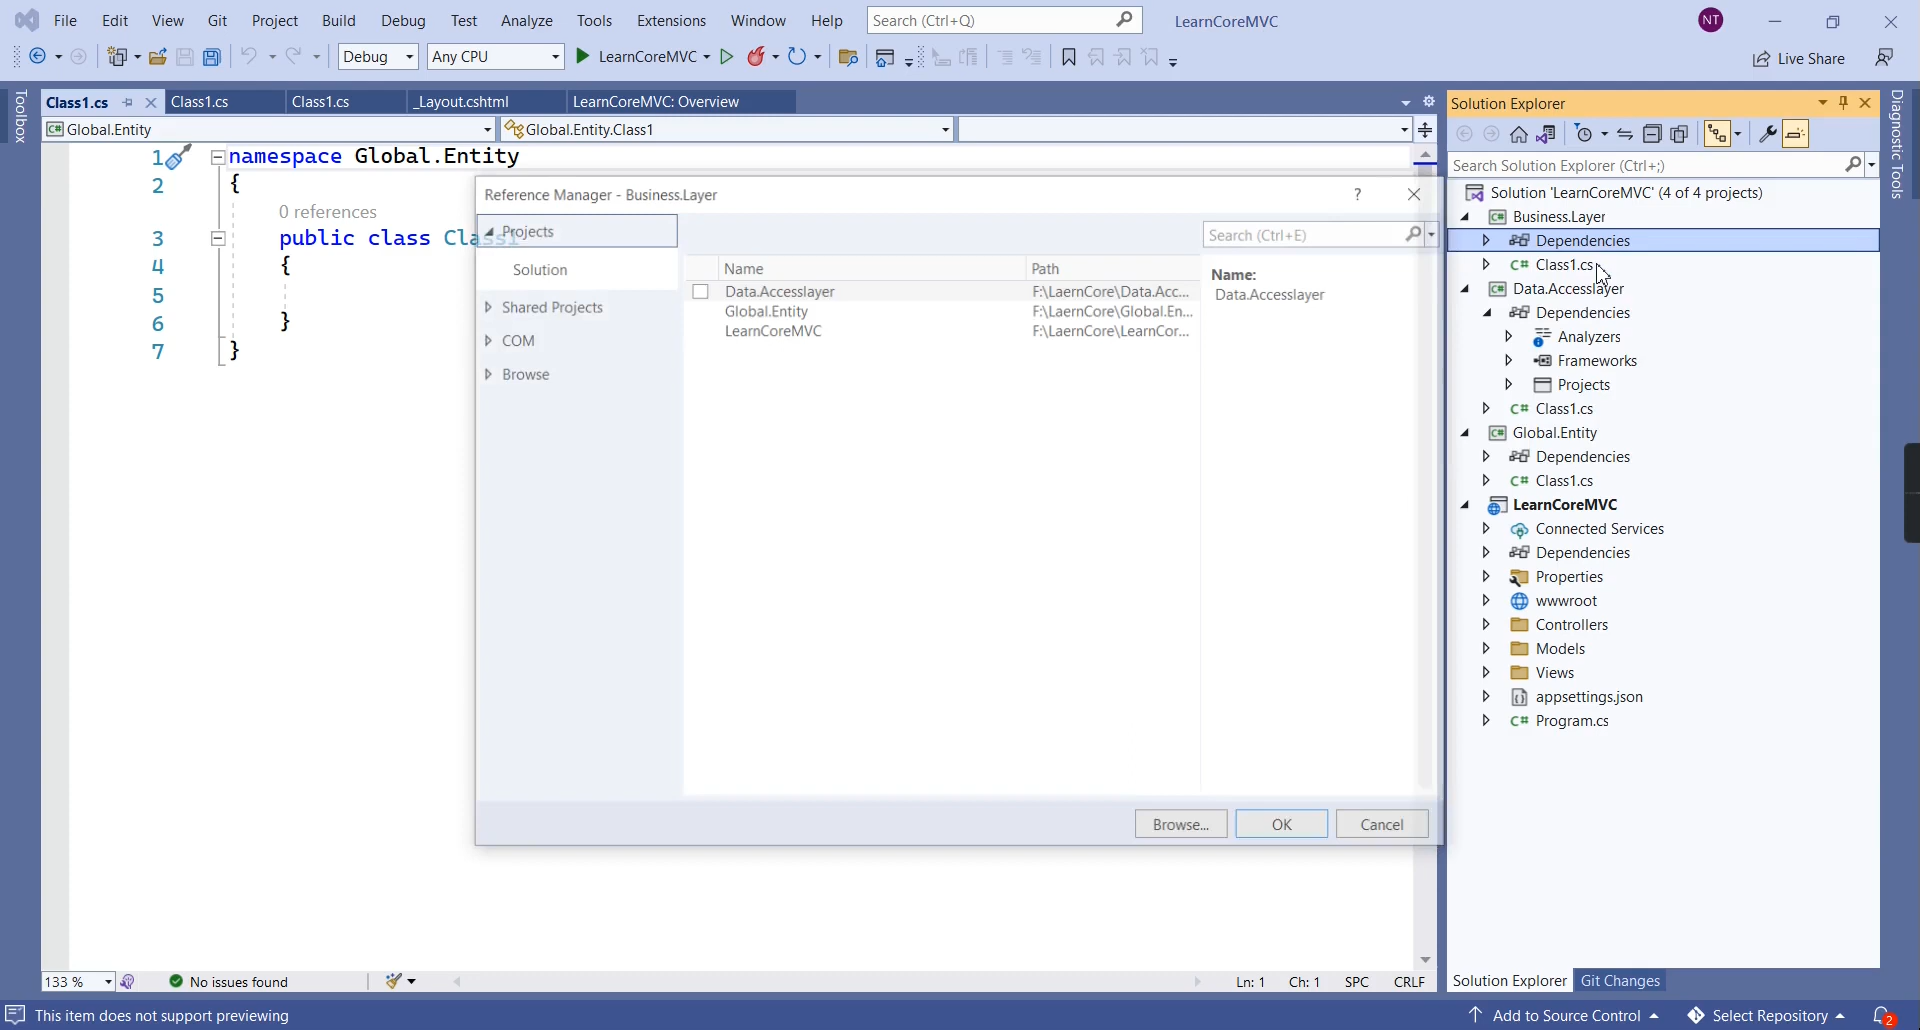 File Edit View Git Project Build Debug Test Analyze Tools Extensions Window Help Search (Ctrl+Q) LearnCoreMVC NT
Debug Any CPU LearnCoreMVC Live Share
Toolbox
Class1.cs Class1.cs Class1.cs _Layout.cshtml LearnCoreMVC: Overview
Global.Entity Global.Entity.Class1
1 namespace Global.Entity
2 {
0 references
3 public class Class1
4 {
5
6 }
7 }
Reference Manager - Business.Layer ?
Projects
Solution
Shared Projects
COM
Browse
Search (Ctrl+E)
Name Path
Data.Accesslayer F:\LaernCore\Data.Acc...
Global.Entity F:\LaernCore\Global.En...
LearnCoreMVC F:\LaernCore\LearnCor...
Name:
Data.Accesslayer
Browse... OK Cancel
Solution Explorer
Search Solution Explorer (Ctrl+;)
Solution 'LearnCoreMVC' (4 of 4 projects)
C# Business.Layer
Dependencies
C# Class1.cs
C# Data.Accesslayer
Dependencies
Analyzers
Frameworks
Projects
C# Class1.cs
C# Global.Entity
Dependencies
C# Class1.cs
LearnCoreMVC
Connected Services
Dependencies
Properties
wwwroot
Controllers
Models
Views
appsettings.json
C# Program.cs
Diagnostic Tools
133 % No issues found Ln: 1 Ch: 1 SPC CRLF
Solution Explorer Git Changes
This item does not support previewing Add to Source Control Select Repository 2